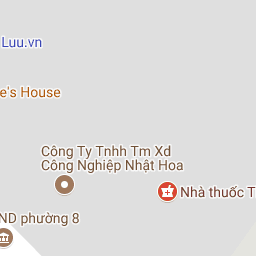 Luu.vn
e's House
Công Ty Tnhh Tm Xd
Công Nghiệp Nhật Hoa
Nhà thuốc T
ND phường 8